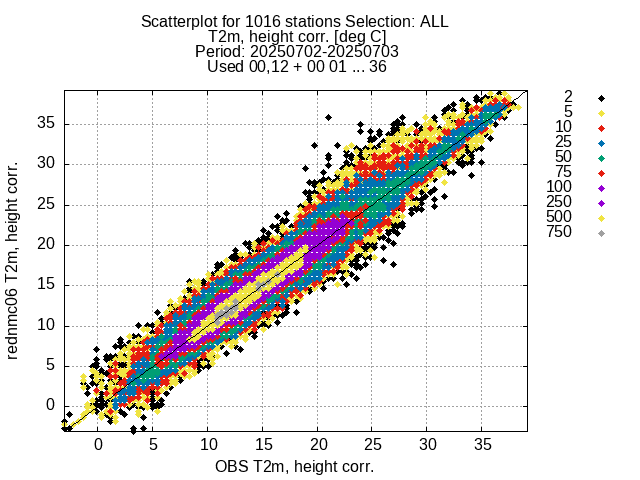 Scatterplot for 1016 stations Selection: ALL
T2m, height corr. [deg C]
Period: 20250702-20250703
Used 00,12 + 00 01 ... 36
2
5
10
25
50
75
100
250
500
750
rednmc06 T2m, height corr.
35
30
25
20
15
10
5
0
0 5 10 15 20 25 30 35
OBS T2m, height corr.